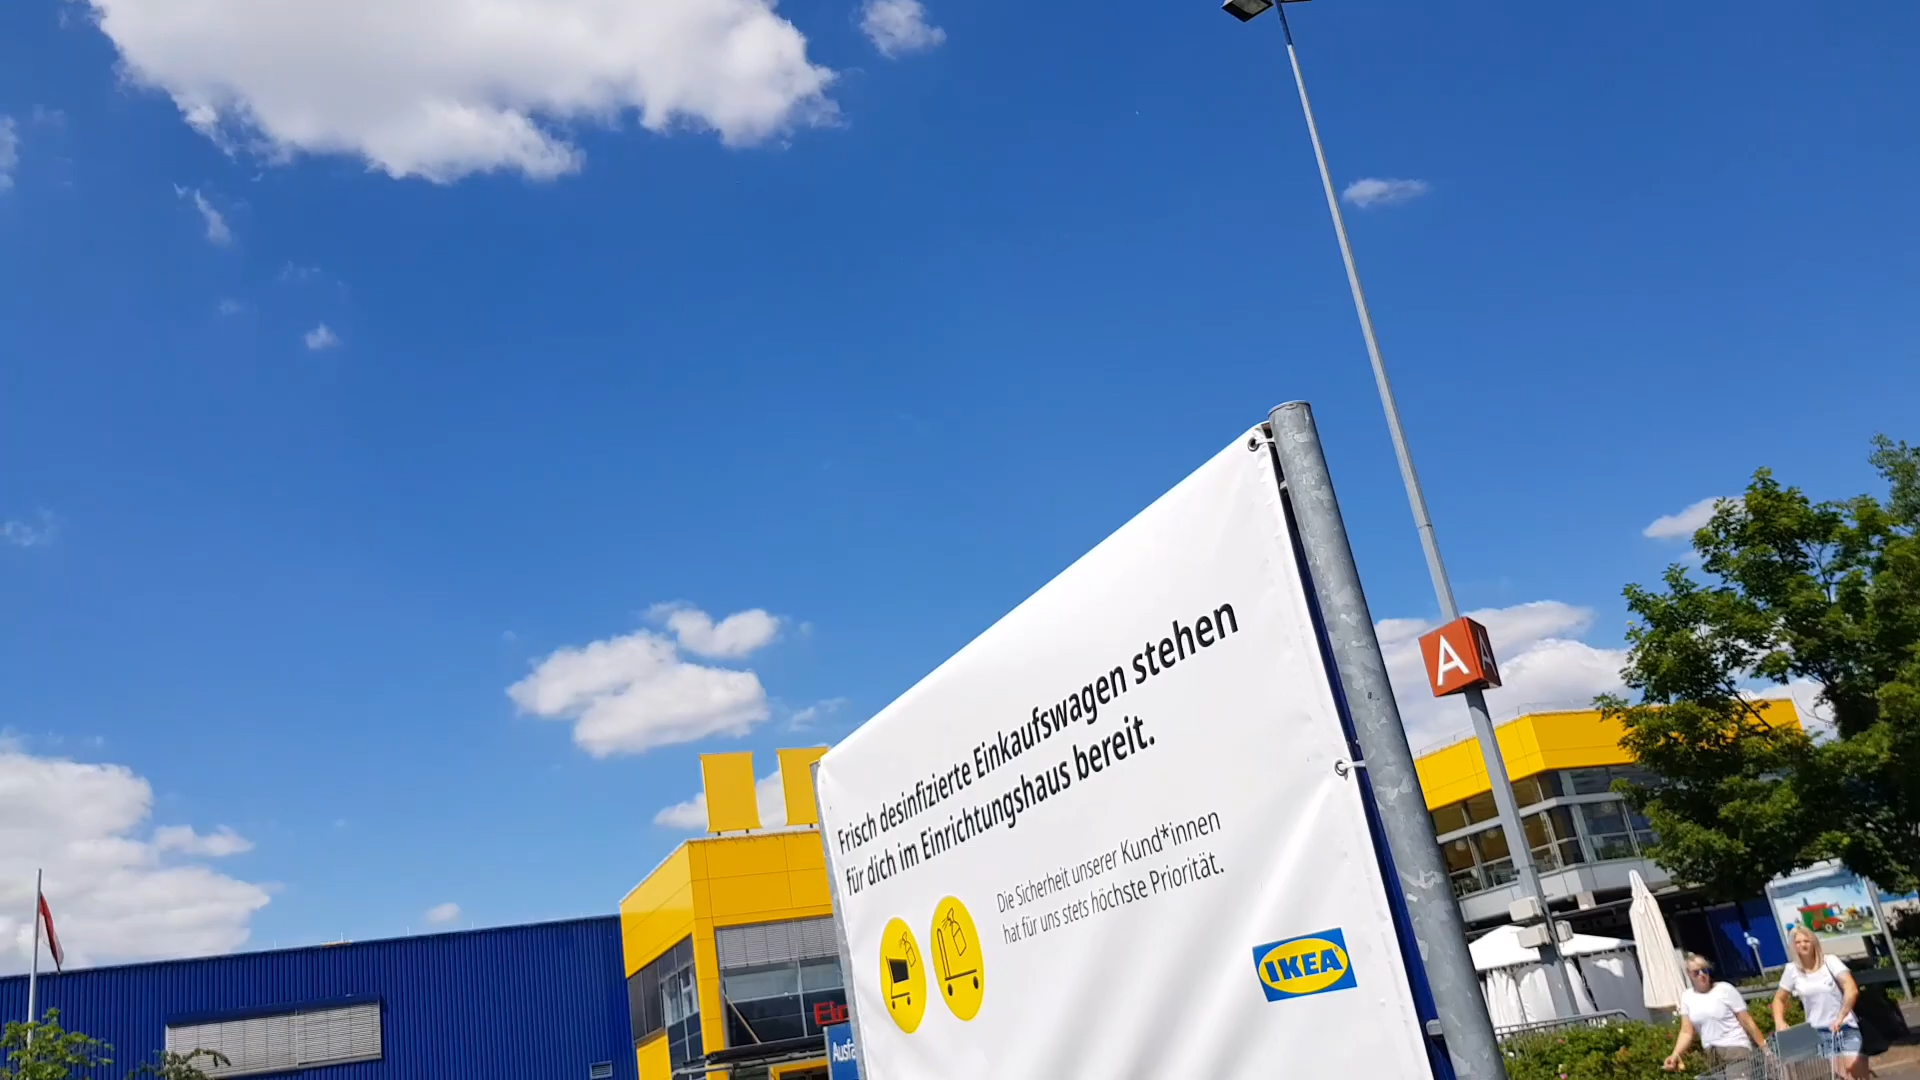 A
A
Frisch desinfizierte Einkaufswagen stehen
für dich im Einrichtungshaus bereit.
Die Sicherheit unserer Kund*innen
hat für uns stets höchste Priorität.
IKEA